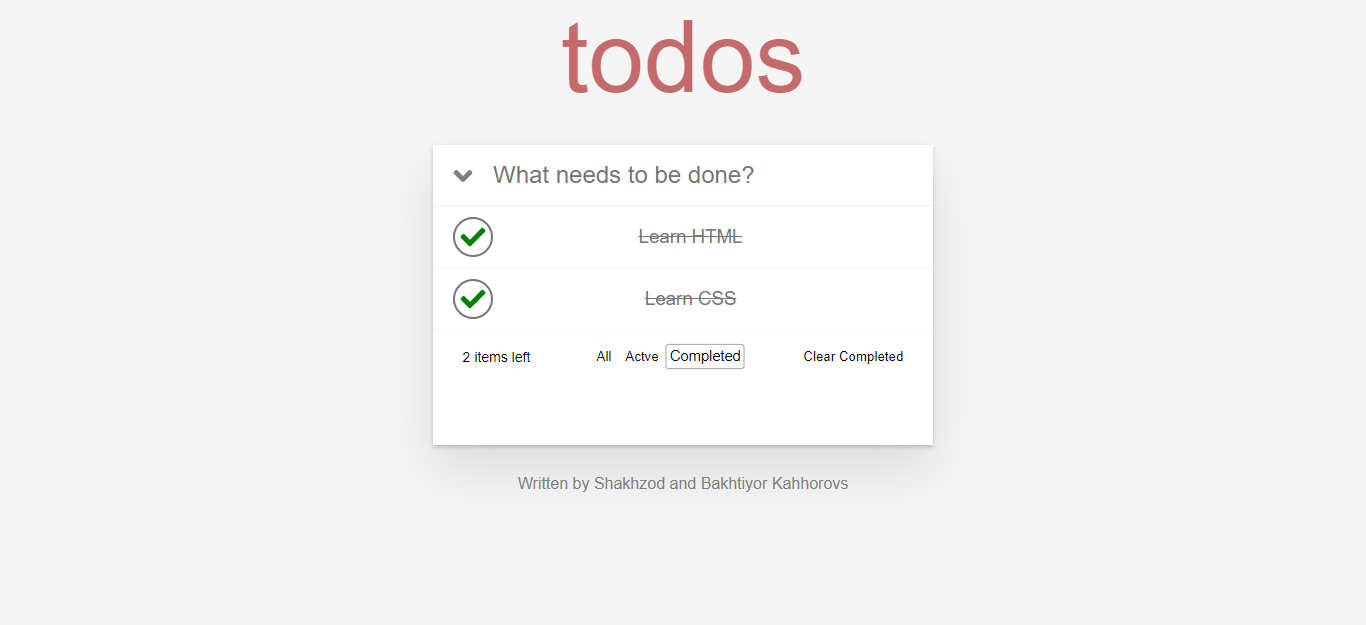 todos
What needs to be done?
Learn HTML
Learn CSS
2 items left All Actve Completed Clear Completed
Written by Shakhzod and Bakhtiyor Kahhorovs